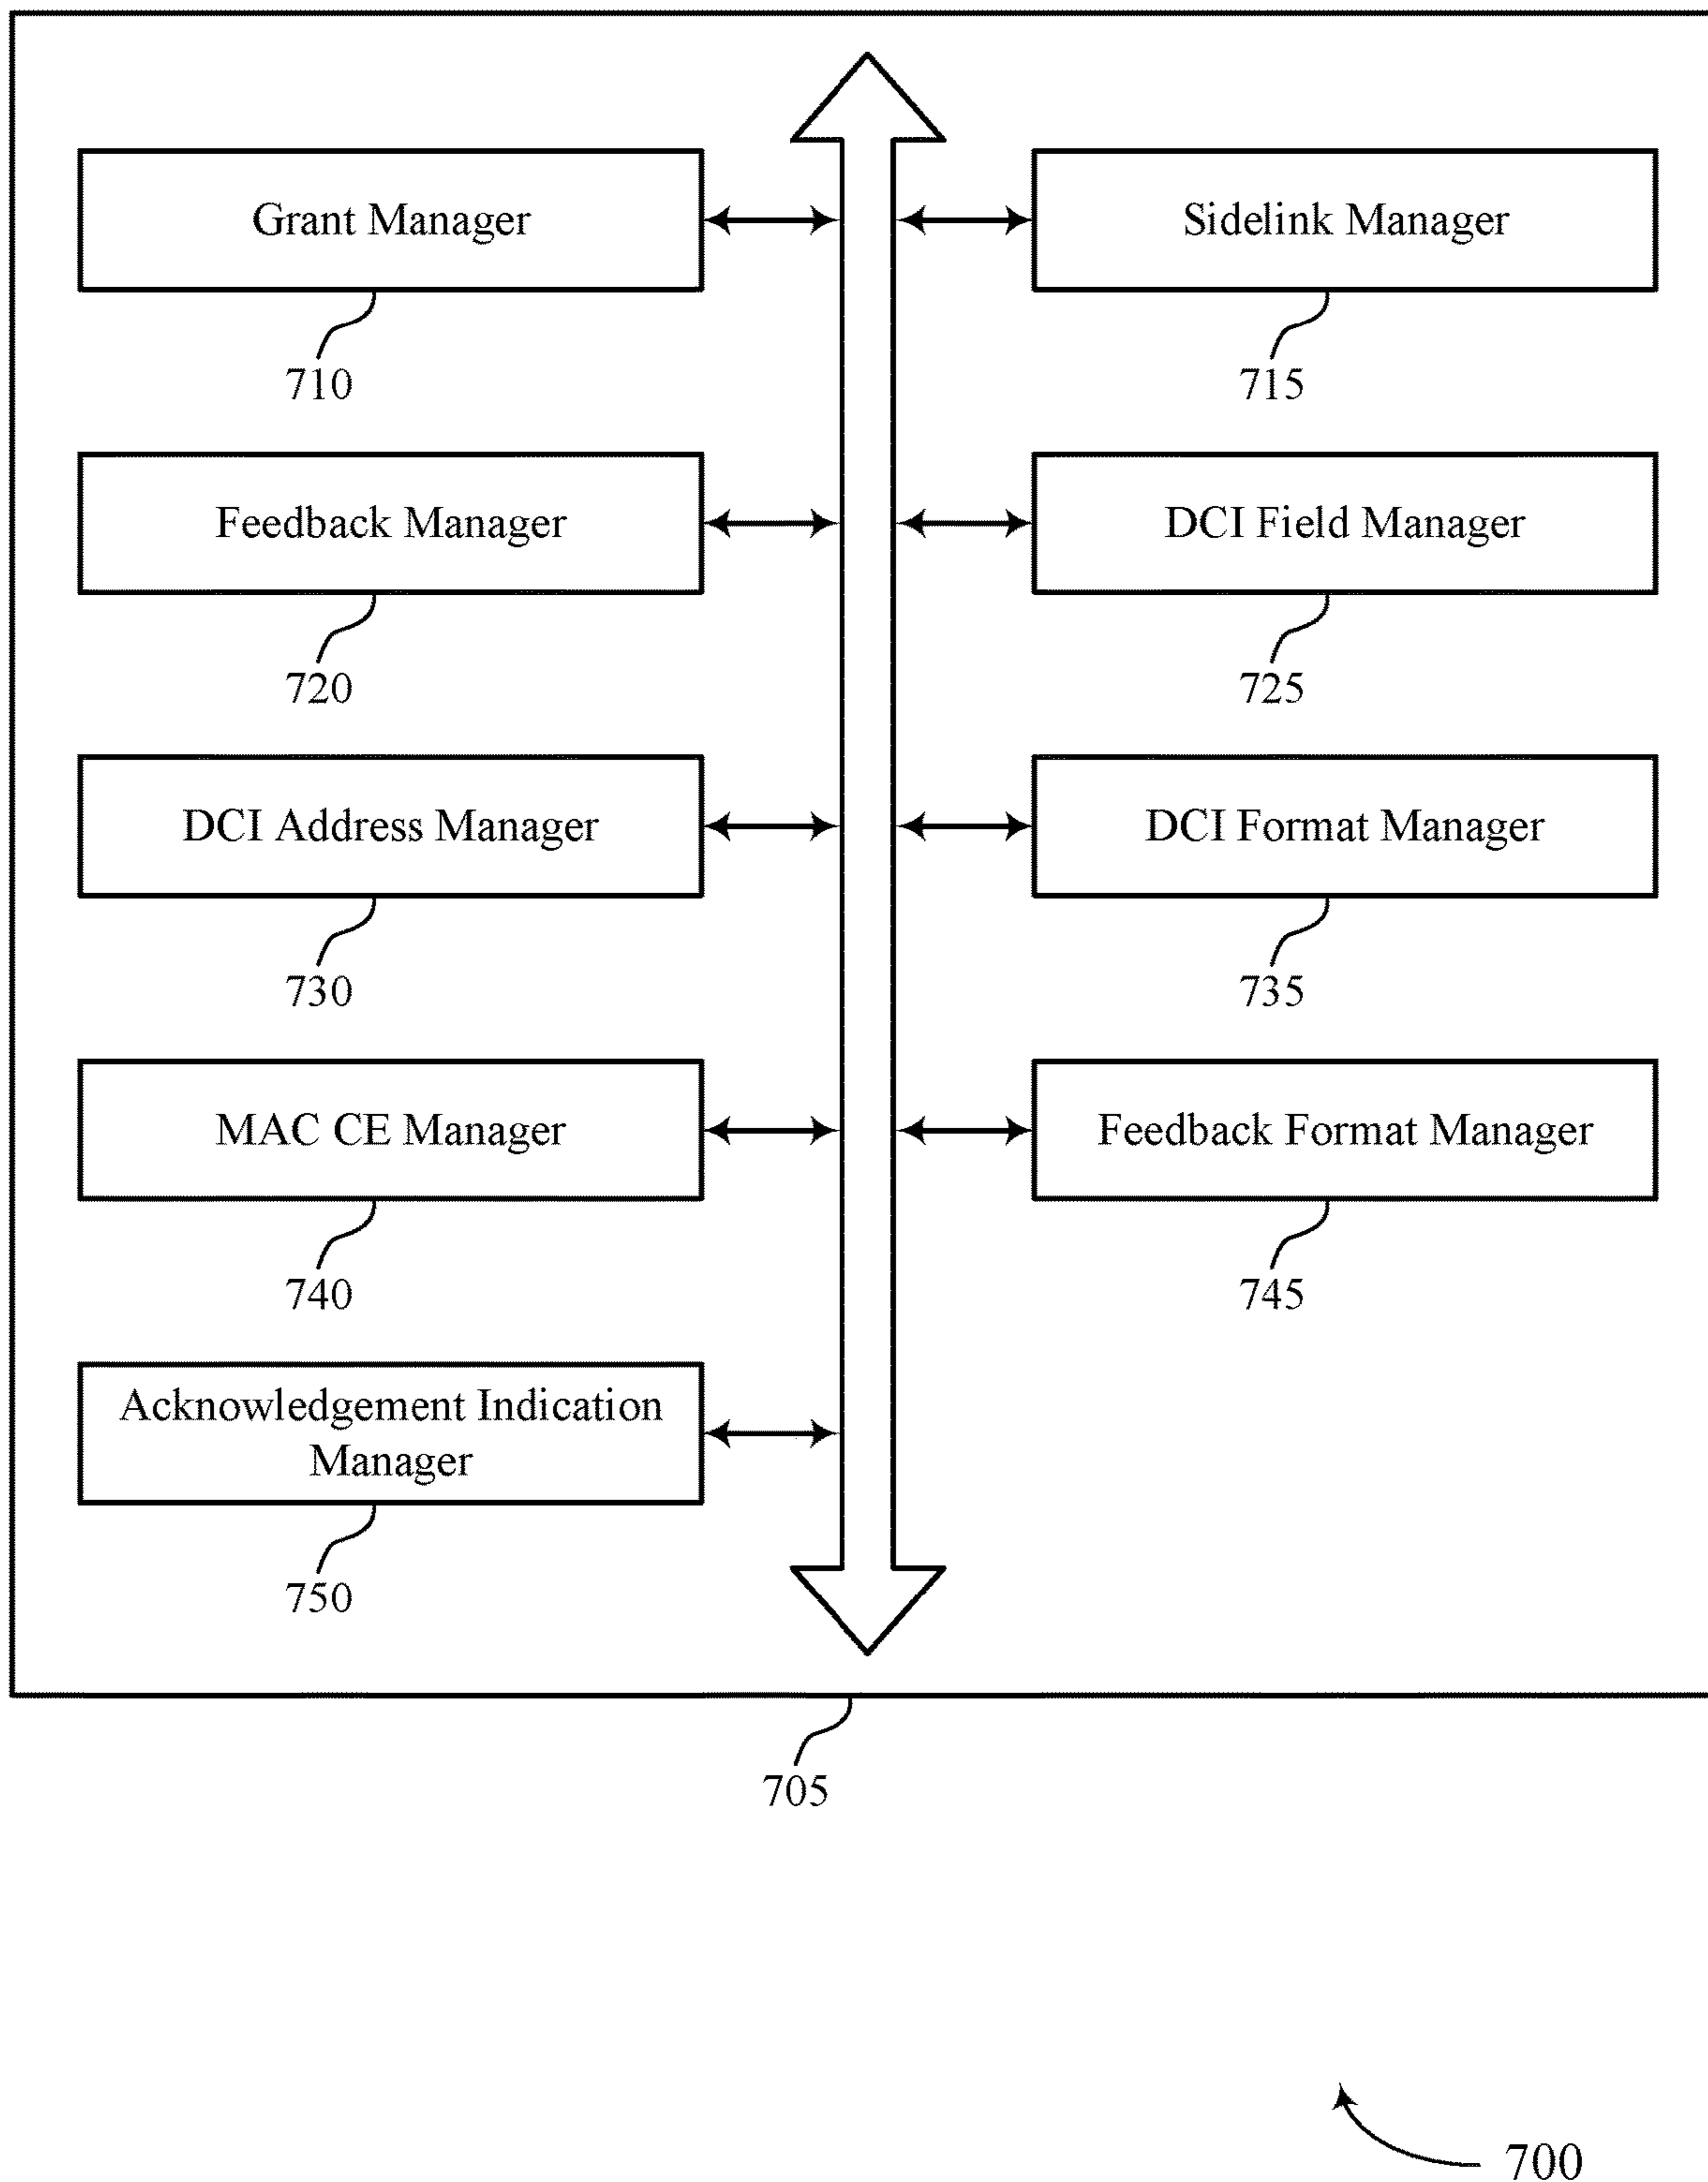 Grant Manager
Sidelink Manager
710
715
Feedback Manager
DCI Field Manager
720
725
DCI Address Manager
DCI Format Manager
730
735
MAC CE Manager
Feedback Format Manager
740
745
Acknowledgement Indication
Manager
750
705
700